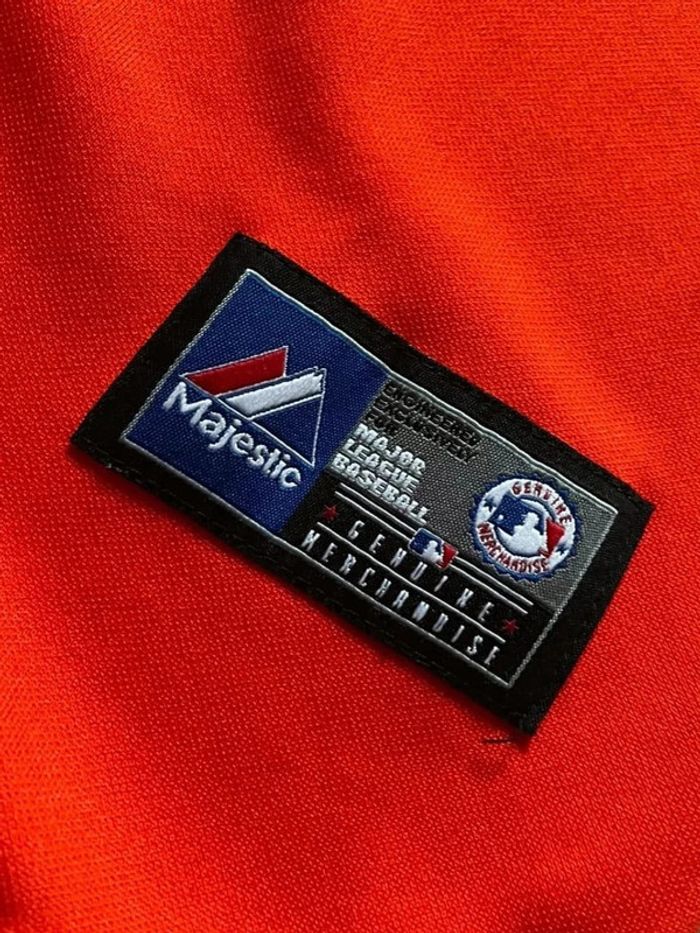 Majestic
ENGINEERED
EXCLUSIVELY
FOR
MAJOR
LEAGUE
BASEBALL
GENUINE
MERCHANDISE
GENUINE
MERCHANDISE